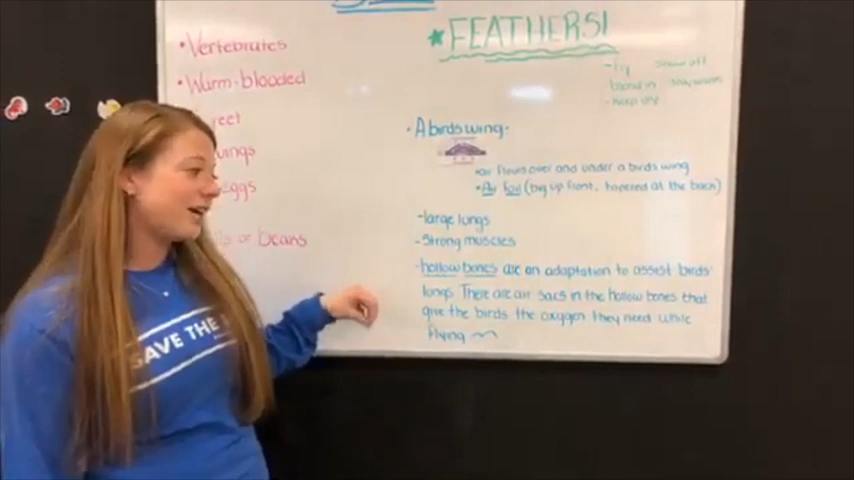 • Vertebrates
• Warm-blooded
feet
wings
Eggs
or beans
★ FEATHERS!
- fly show off
blend in stay warm
- keep dry
• A birds wing •
• air flows over and under a birds wing
• Air foil (big up front, tapered at the back)
- large lungs
- Strong muscles
- hollow bones are an adaptation to assist birds'
lungs. There are air sacs in the hollow bones that
give the birds the oxygen they need while
flying
SAVE THE